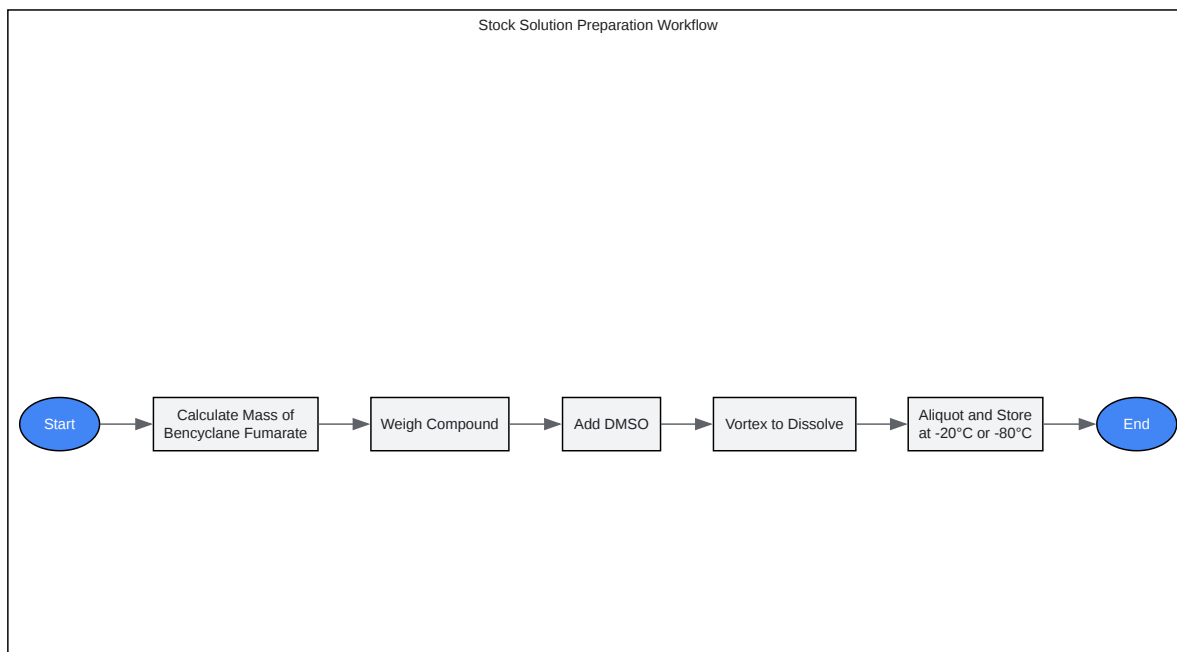 Stock Solution Preparation Workflow
Start
Calculate Mass of
Bencyclane Fumarate
Weigh Compound
Add DMSO
Vortex to Dissolve
Aliquot and Store
at -20°C or -80°C
End